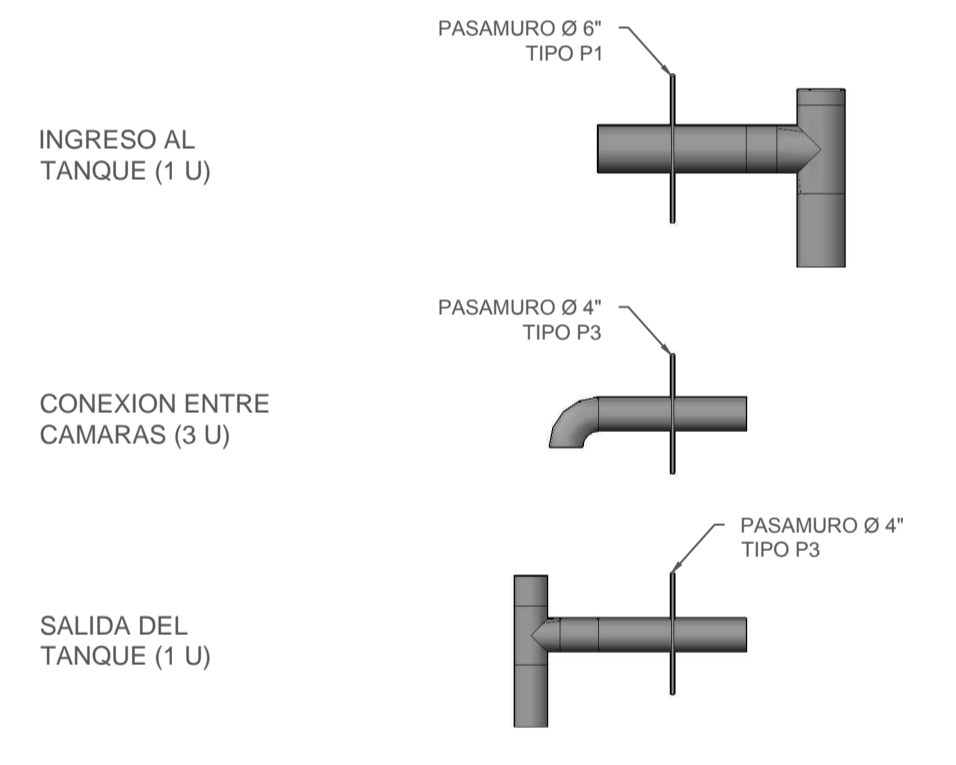 PASAMURO Ø 6"
TIPO P1
INGRESO AL
TANQUE (1 U)
PASAMURO Ø 4"
TIPO P3
CONEXION ENTRE
CAMARAS (3 U)
PASAMURO Ø 4"
TIPO P3
SALIDA DEL
TANQUE (1 U)